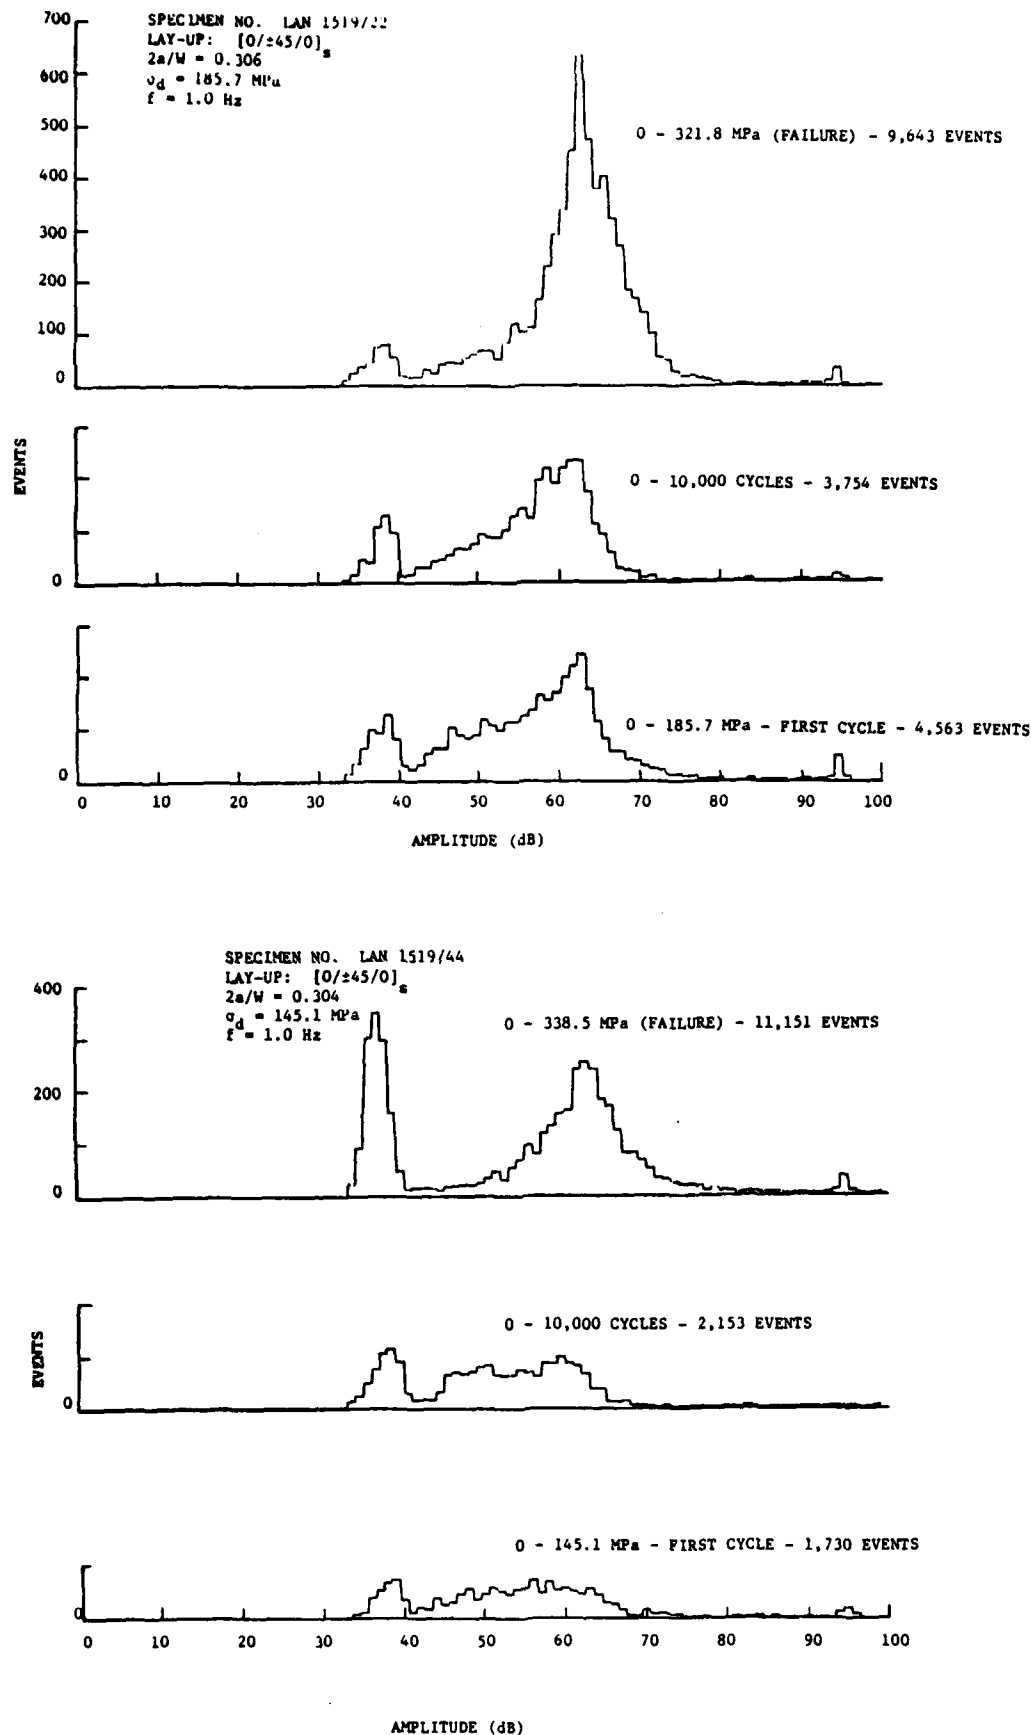 SPECIMEN NO. LAN 1519/22
LAY-UP: [0/±45/0]s
2a/W = 0.306
σd = 185.7 MPa
f = 1.0 Hz
700
600
500
400
300
200
100
0
0 - 321.8 MPa (FAILURE) - 9,643 EVENTS
EVENTS
0 - 10,000 CYCLES - 3,754 EVENTS
0
0 - 185.7 MPa - FIRST CYCLE - 4,563 EVENTS
0
0 10 20 30 40 50 60 70 80 90 100
AMPLITUDE (dB)
SPECIMEN NO. LAN 1519/44
LAY-UP: [0/±45/0]s
2a/W = 0.304
σd = 145.1 MPa
f = 1.0 Hz
400
200
0
0 - 338.5 MPa (FAILURE) - 11,151 EVENTS
EVENTS
0 - 10,000 CYCLES - 2,153 EVENTS
0
0 - 145.1 MPa - FIRST CYCLE - 1,730 EVENTS
0
0 10 20 30 40 50 60 70 80 90 100
AMPLITUDE (dB)